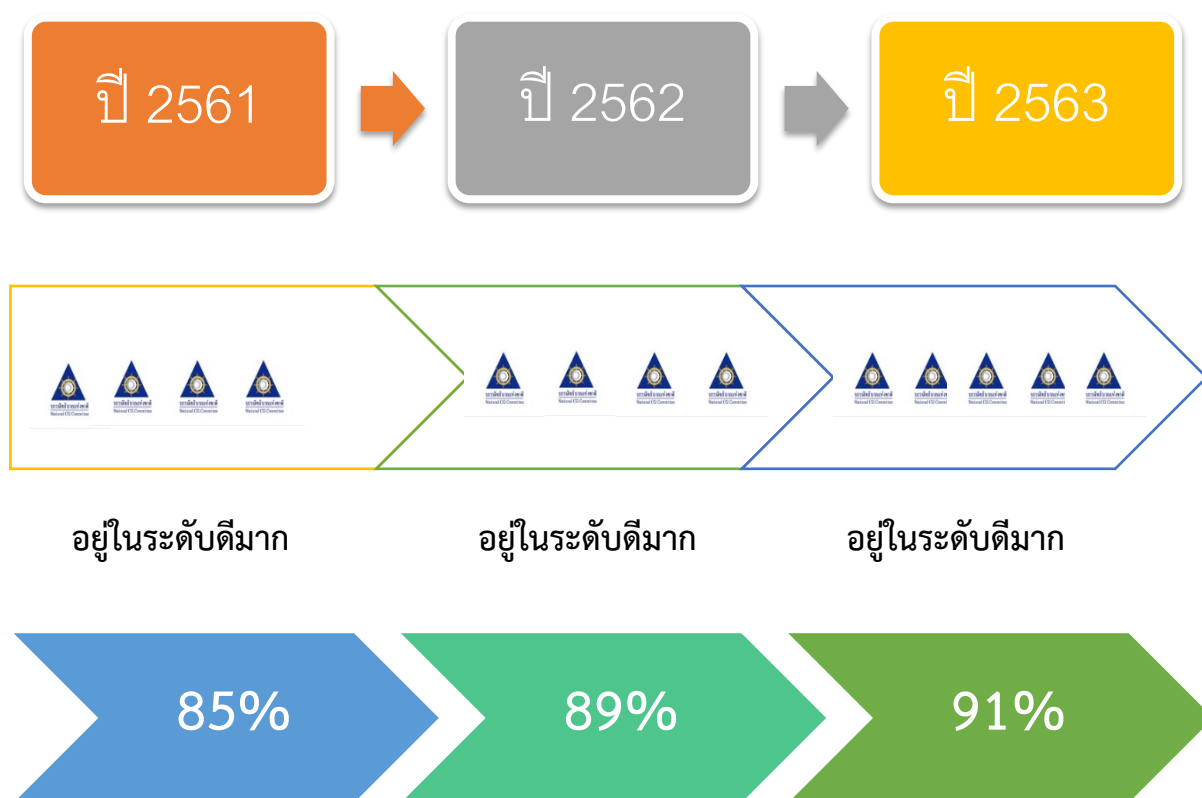 ปี 2561
ปี 2562
ปี 2563
อยู่ในระดับดีมาก
อยู่ในระดับดีมาก
อยู่ในระดับดีมาก
85%
89%
91%